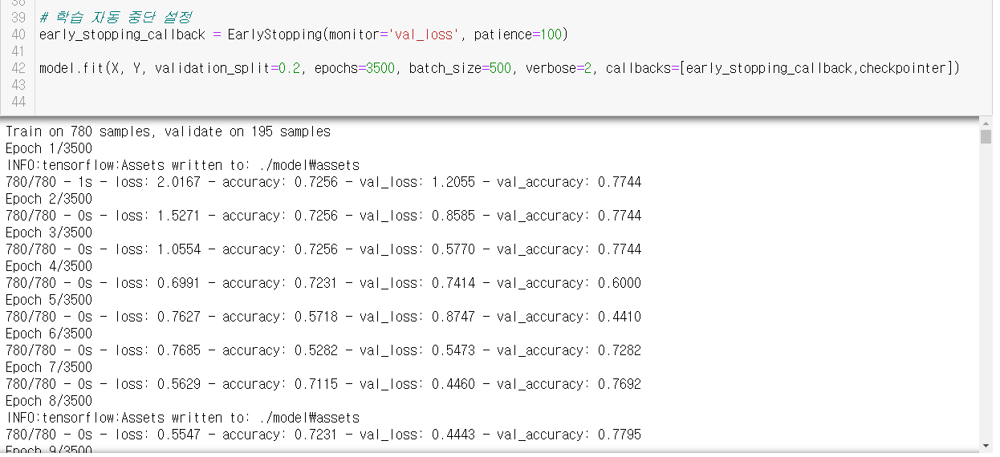 38
39 # 학습 자동 중단 설정
40 early_stopping_callback = EarlyStopping(monitor='val_loss', patience=100)
41
42 model.fit(X, Y, validation_split=0.2, epochs=3500, batch_size=500, verbose=2, callbacks=[early_stopping_callback,checkpointer])
43
44
Train on 780 samples, validate on 195 samples
Epoch 1/3500
INFO:tensorflow:Assets written to: ./model₩assets
780/780 - 1s - loss: 2.0167 - accuracy: 0.7256 - val_loss: 1.2055 - val_accuracy: 0.7744
Epoch 2/3500
780/780 - 0s - loss: 1.5271 - accuracy: 0.7256 - val_loss: 0.8585 - val_accuracy: 0.7744
Epoch 3/3500
780/780 - 0s - loss: 1.0554 - accuracy: 0.7256 - val_loss: 0.5770 - val_accuracy: 0.7744
Epoch 4/3500
780/780 - 0s - loss: 0.6991 - accuracy: 0.7231 - val_loss: 0.7414 - val_accuracy: 0.6000
Epoch 5/3500
780/780 - 0s - loss: 0.7627 - accuracy: 0.5718 - val_loss: 0.8747 - val_accuracy: 0.4410
Epoch 6/3500
780/780 - 0s - loss: 0.7685 - accuracy: 0.5282 - val_loss: 0.5473 - val_accuracy: 0.7282
Epoch 7/3500
780/780 - 0s - loss: 0.5629 - accuracy: 0.7115 - val_loss: 0.4460 - val_accuracy: 0.7692
Epoch 8/3500
INFO:tensorflow:Assets written to: ./model₩assets
780/780 - 0s - loss: 0.5547 - accuracy: 0.7231 - val_loss: 0.4443 - val_accuracy: 0.7795
Epoch 9/3500